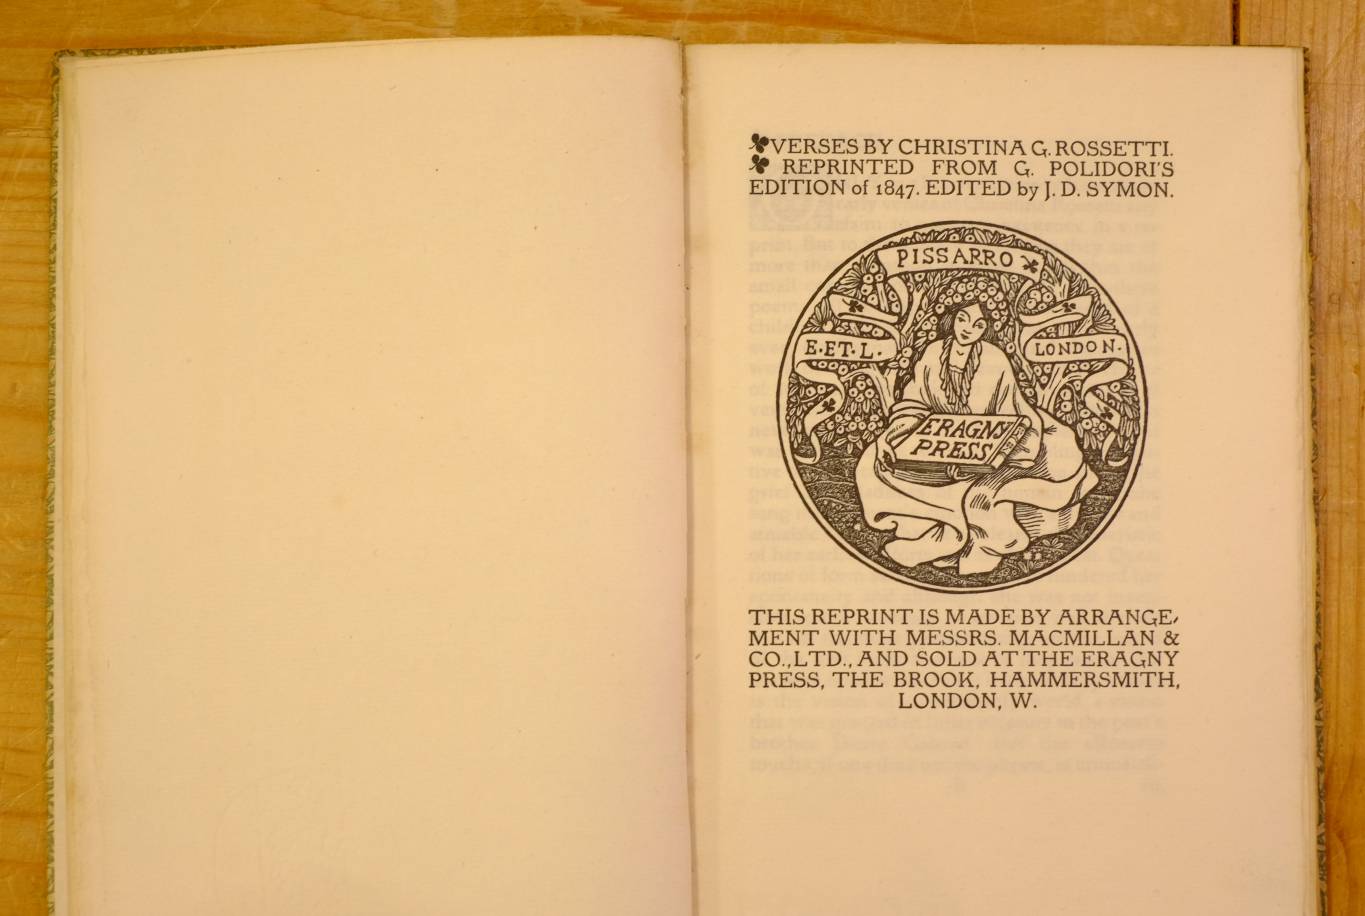 VERSES BY CHRISTINA G. ROSSETTI.
REPRINTED FROM G. POLIDORI'S
EDITION of 1847. EDITED by J. D. SYMON.
PISSARRO
E. ET. L.
LONDON.
ERAGNY
PRESS
THIS REPRINT IS MADE BY ARRANGE-
MENT WITH MESSRS. MACMILLAN &
CO., LTD., AND SOLD AT THE ERAGNY
PRESS, THE BROOK, HAMMERSMITH,
LONDON, W.